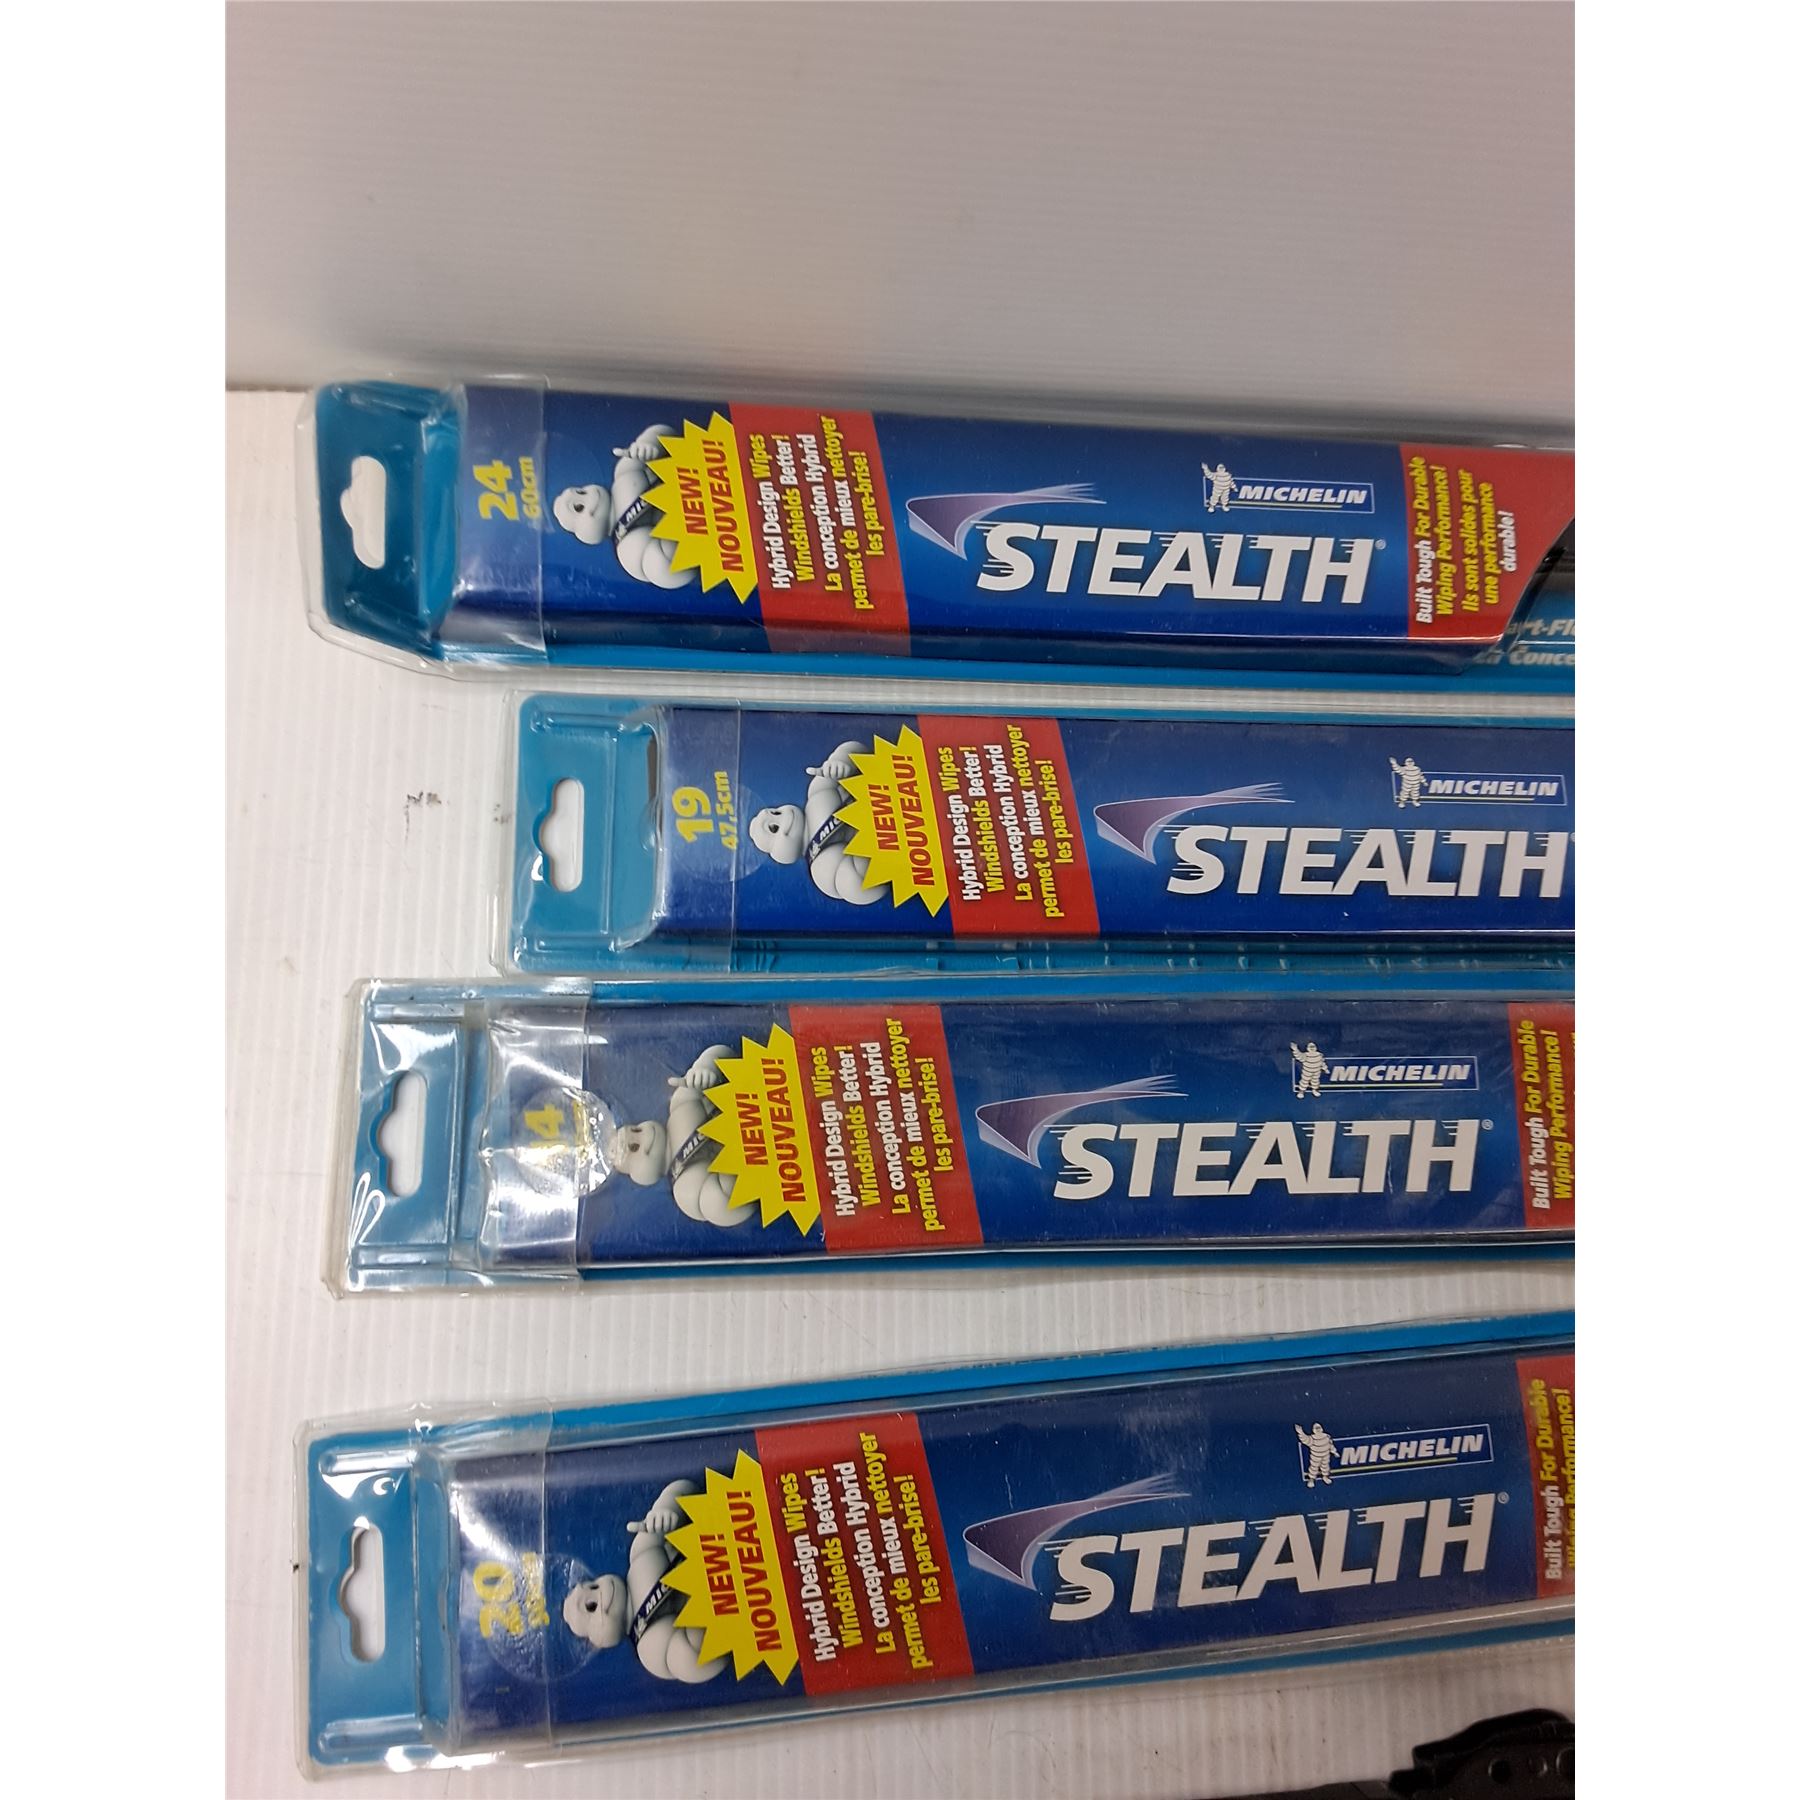 24
60cm
NEW!
NOUVEAU!
Hybrid Design Wipes
Windshields Better!
La conception Hybrid
permet de mieux nettoyer
les pare-brise!
STEALTH®
MICHELIN
Built Tough For Durable
Wiping Performance!
Ils sont solides pour
une performance
durable!
19
47,5cm
NEW!
NOUVEAU!
Hybrid Design Wipes
Windshields Better!
La conception Hybrid
permet de mieux nettoyer
les pare-brise!
STEALTH
MICHELIN
NEW!
NOUVEAU!
Hybrid Design Wipes
Windshields Better!
La conception Hybrid
permet de mieux nettoyer
les pare-brise!
STEALTH®
MICHELIN
Built Tough For Durable
Wiping Performance!
20
NEW!
NOUVEAU!
Hybrid Design Wipes
Windshields Better!
La conception Hybrid
permet de mieux nettoyer
les pare-brise!
STEALTH®
MICHELIN
Built Tough For Durable